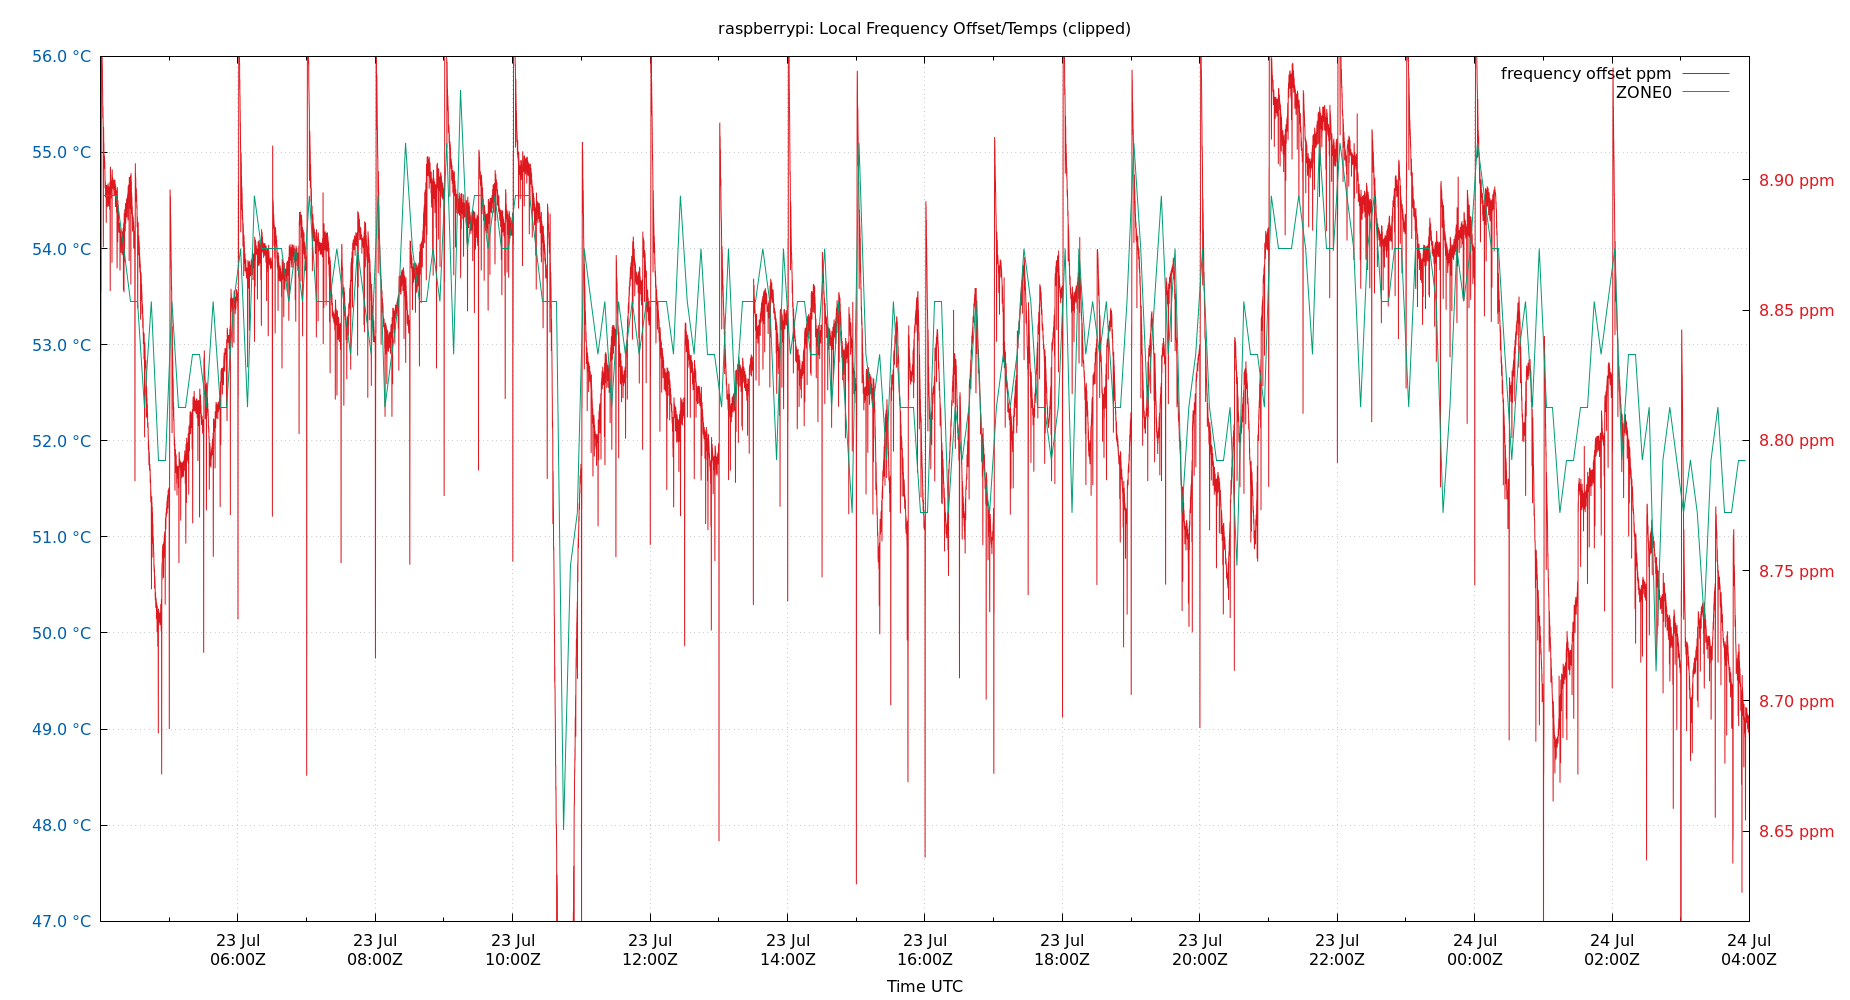 raspberrypi: Local Frequency Offset/Temps (clipped)
frequency offset ppm
ZONE0
56.0 °C
55.0 °C
54.0 °C
53.0 °C
52.0 °C
51.0 °C
50.0 °C
49.0 °C
48.0 °C
47.0 °C
8.90 ppm
8.85 ppm
8.80 ppm
8.75 ppm
8.70 ppm
8.65 ppm
23 Jul 23 Jul 23 Jul 23 Jul 23 Jul 23 Jul 23 Jul 23 Jul 23 Jul 24 Jul 24 Jul 24 Jul
06:00Z 08:00Z 10:00Z 12:00Z 14:00Z 16:00Z 18:00Z 20:00Z 22:00Z 00:00Z 02:00Z 04:00Z
Time UTC